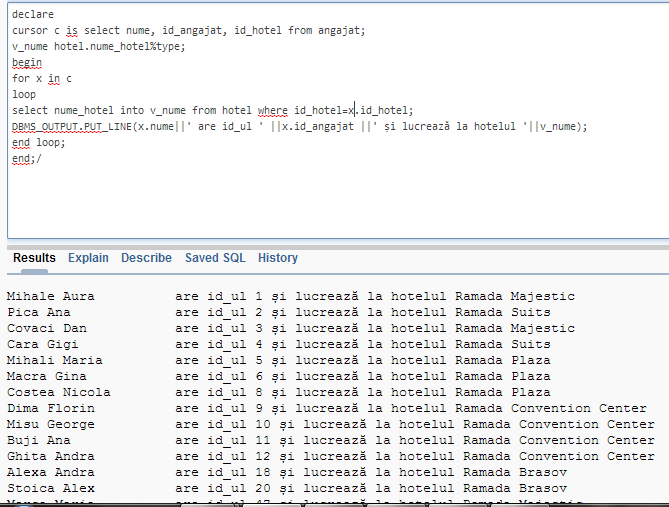 declare
cursor c is select nume, id_angajat, id_hotel from angajat;
v_nume hotel.nume_hotel%type;
begin
for x in c
loop
select nume_hotel into v_nume from hotel where id_hotel=x.id_hotel;
DBMS_OUTPUT.PUT_LINE(x.nume||' are id_ul ' ||x.id_angajat ||' și lucrează la hotelul '||v_nume);
end loop;
end;/
Results Explain Describe Saved SQL History
Mihale Aura are id_ul 1 și lucrează la hotelul Ramada Majestic
Pica Ana are id_ul 2 și lucrează la hotelul Ramada Suits
Covaci Dan are id_ul 3 și lucrează la hotelul Ramada Majestic
Cara Gigi are id_ul 4 și lucrează la hotelul Ramada Suits
Mihali Maria are id_ul 5 și lucrează la hotelul Ramada Plaza
Macra Gina are id_ul 6 și lucrează la hotelul Ramada Plaza
Costea Nicola are id_ul 8 și lucrează la hotelul Ramada Plaza
Dima Florin are id_ul 9 și lucrează la hotelul Ramada Convention Center
Misu George are id_ul 10 și lucrează la hotelul Ramada Convention Center
Buji Ana are id_ul 11 și lucrează la hotelul Ramada Convention Center
Ghita Andra are id_ul 12 și lucrează la hotelul Ramada Convention Center
Alexa Andra are id_ul 18 și lucrează la hotelul Ramada Brasov
Stoica Alex are id_ul 20 și lucrează la hotelul Ramada Brasov
are id_ul 47 și lucrează la hotelul Ramada Majestic